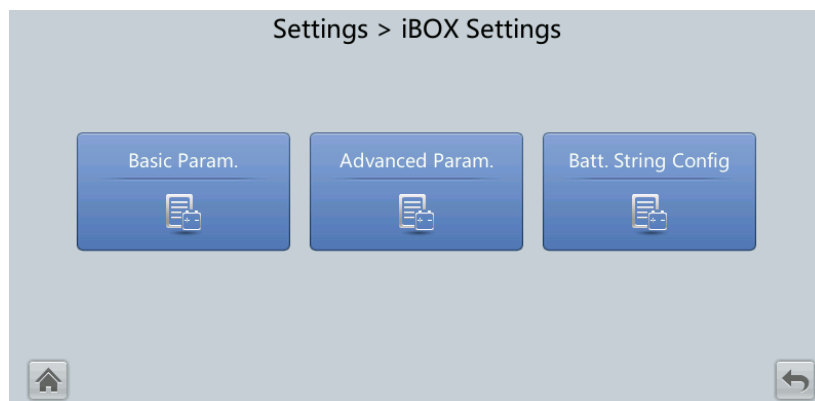 Settings > iBOX Settings
Basic Param.
Advanced Param.
Batt. String Config